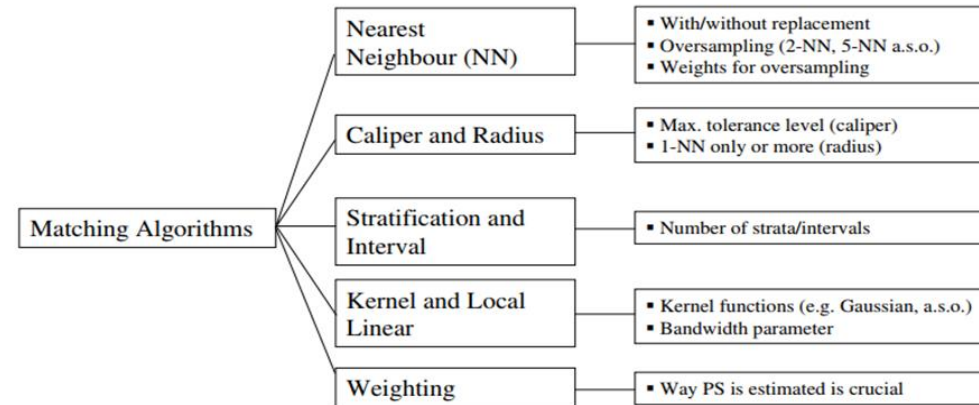 Matching Algorithms
Nearest
Neighbour (NN)
▪ With/without replacement
▪ Oversampling (2-NN, 5-NN a.s.o.)
▪ Weights for oversampling
Caliper and Radius
▪ Max. tolerance level (caliper)
▪ 1-NN only or more (radius)
Stratification and
Interval
▪ Number of strata/intervals
Kernel and Local
Linear
▪ Kernel functions (e.g. Gaussian, a.s.o.)
▪ Bandwidth parameter
Weighting
▪ Way PS is estimated is crucial